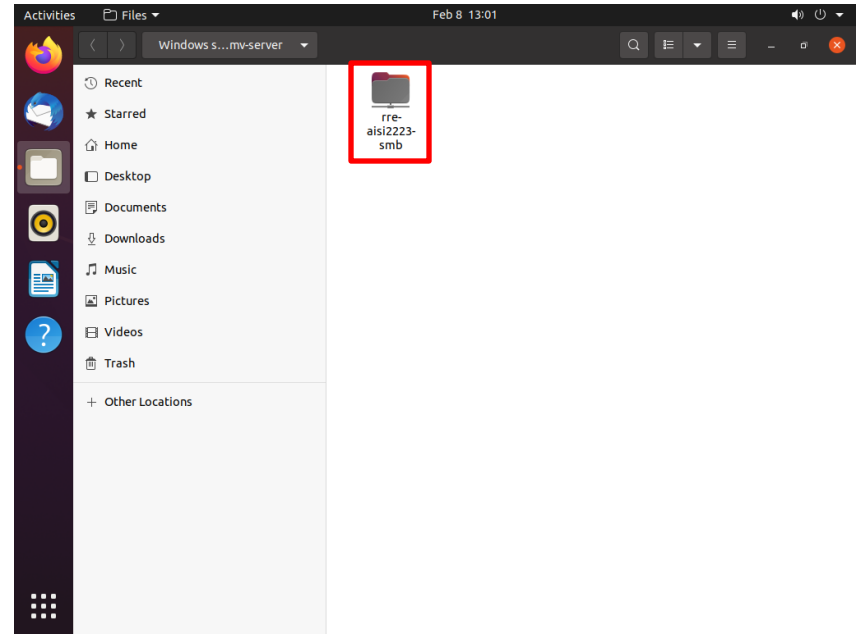 Activities
Files
Feb 8 13:01
Windows s...mv-server
Recent
Starred
Home
Desktop
Documents
Downloads
Music
Pictures
Videos
Trash
Other Locations
rre-
aisi2223-
smb